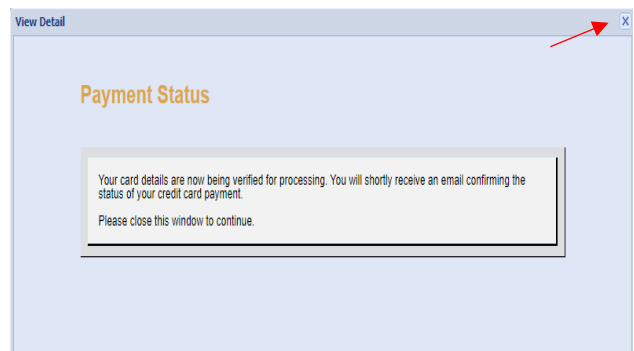 View Detail
X
Payment Status
Your card details are now being verified for processing. You will shortly receive an email confirming the
status of your credit card payment.
Please close this window to continue.